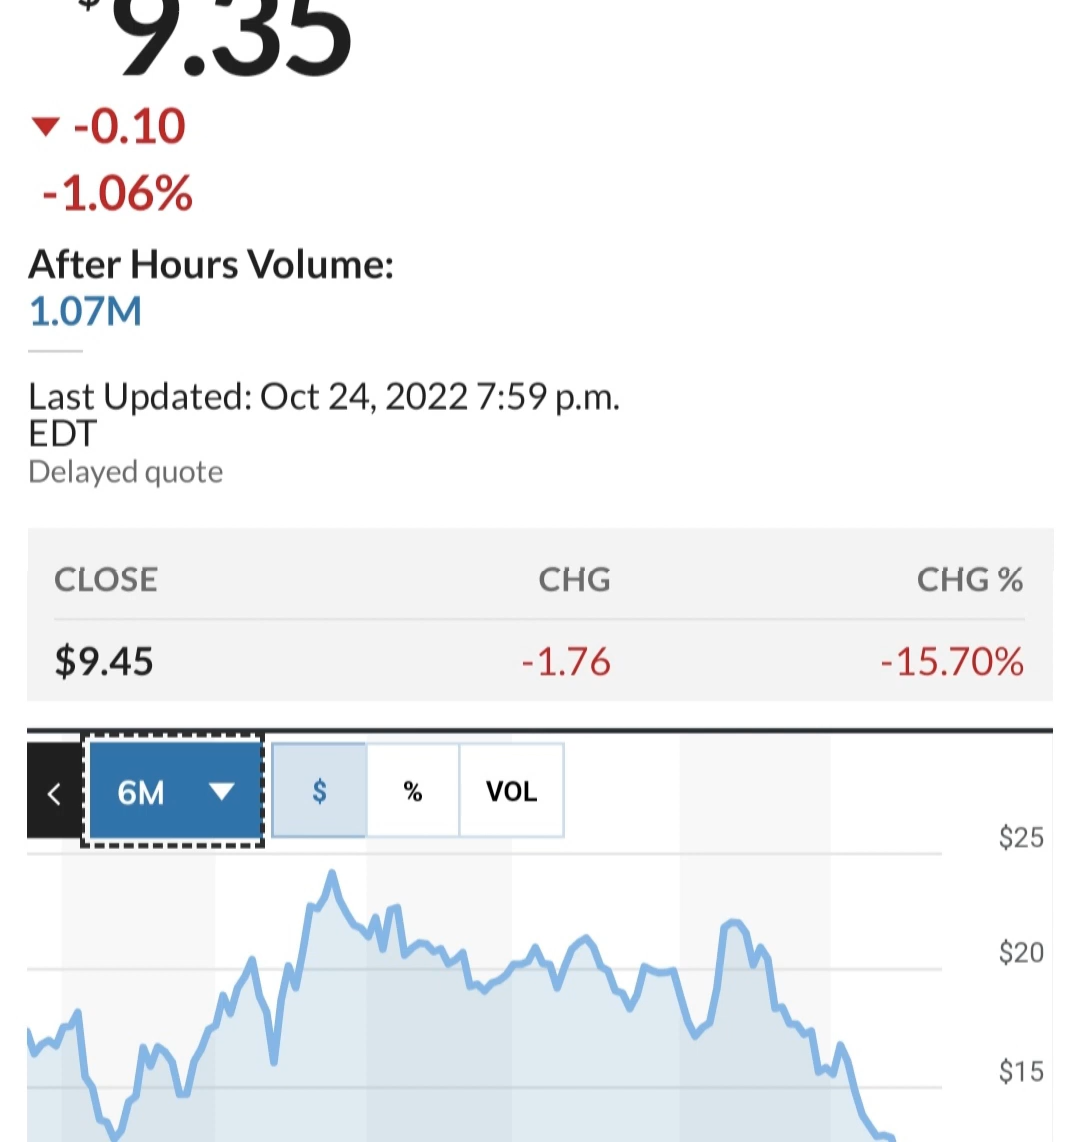 $9.35
-0.10
-1.06%
After Hours Volume:
1.07M
Last Updated: Oct 24, 2022 7:59 p.m.
EDT
Delayed quote
CLOSE CHG CHG %
$9.45 -1.76 -15.70%
6M $ % VOL
$25
$20
$15